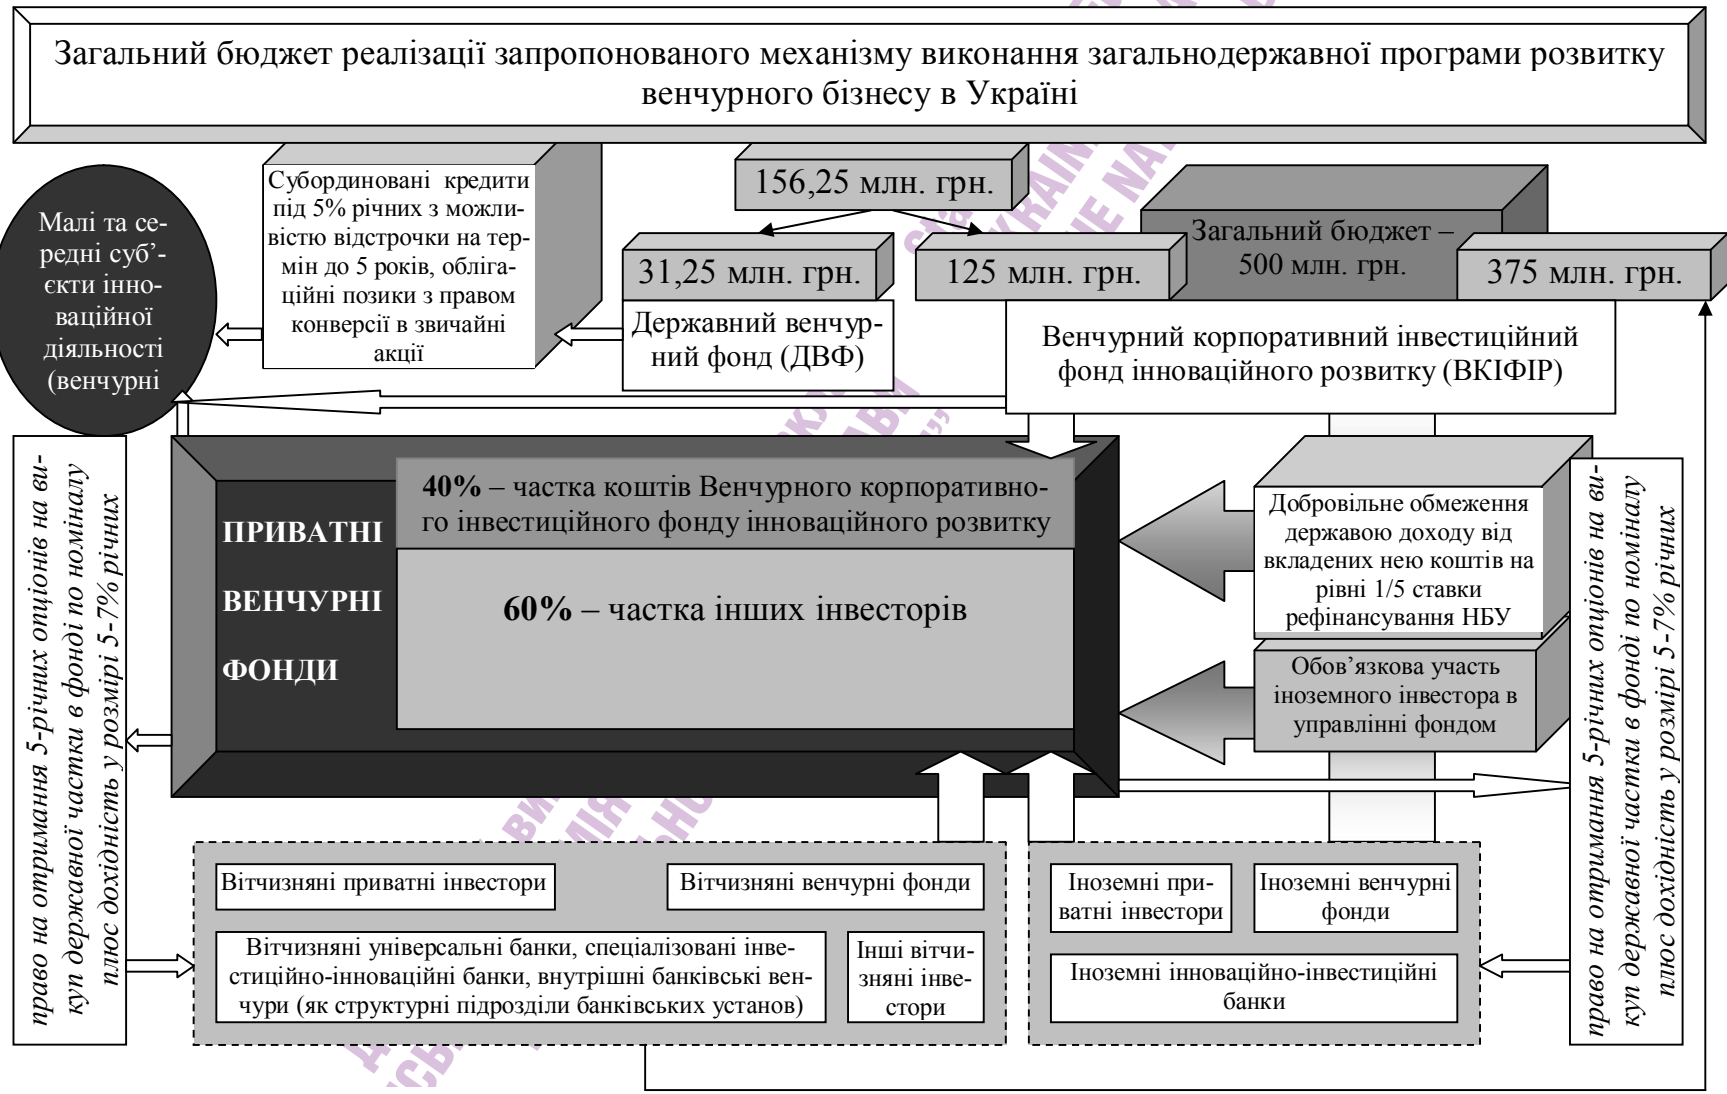 Загальний бюджет реалізації запропонованого механізму виконання загальнодержавної програми розвитку
венчурного бізнесу в Україні
Малі та се-
редні суб’-
єкти інно-
ваційної
діяльності
(венчурні
Субординовані кредити
під 5% річних з можли-
вістю відстрочки на тер-
мін до 5 років, обліга-
ційні позики з правом
конверсії в звичайні
акції
156,25 млн. грн.
31,25 млн. грн.
125 млн. грн.
Загальний бюджет –
500 млн. грн.
375 млн. грн.
Державний венчур-
ний фонд (ДВФ)
Венчурний корпоративний інвестиційний
фонд інноваційного розвитку (ВКІФІР)
право на отримання 5-річних опціонів на ви-
куп державної частки в фонді по номіналу
плюс дохідність у розмірі 5-7% річних
ПРИВАТНІ
ВЕНЧУРНІ
ФОНДИ
40% – частка коштів Венчурного корпоративно-
го інвестиційного фонду інноваційного розвитку
60% – частка інших інвесторів
Добровільне обмеження
державою доходу від
вкладених нею коштів на
рівні 1/5 ставки
рефінансування НБУ
Обов’язкова участь
іноземного інвестора в
управлінні фондом
право на отримання 5-річних опціонів на ви-
куп державної частки в фонді по номіналу
плюс дохідність у розмірі 5-7% річних
Вітчизняні приватні інвестори
Вітчизняні венчурні фонди
Вітчизняні універсальні банки, спеціалізовані інве-
стиційно-інноваційні банки, внутрішні банківські вен-
чури (як структурні підрозділи банківських установ)
Інші вітчи-
зняні інве-
стори
Іноземні при-
ватні інвестори
Іноземні венчурні
фонди
Іноземні інноваційно-інвестиційні
банки